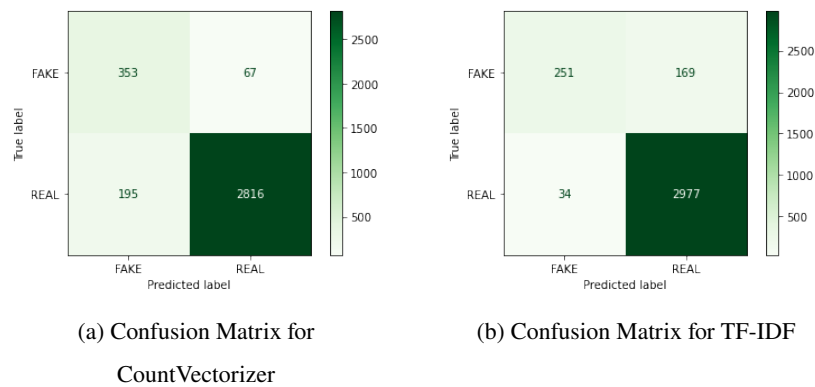 FAKE
353
67
True label
REAL
195
2816
FAKE
REAL
Predicted label
2500
2000
1500
1000
500
(a) Confusion Matrix for
CountVectorizer
FAKE
251
169
True label
REAL
34
2977
FAKE
REAL
Predicted label
2500
2000
1500
1000
500
(b) Confusion Matrix for TF-IDF